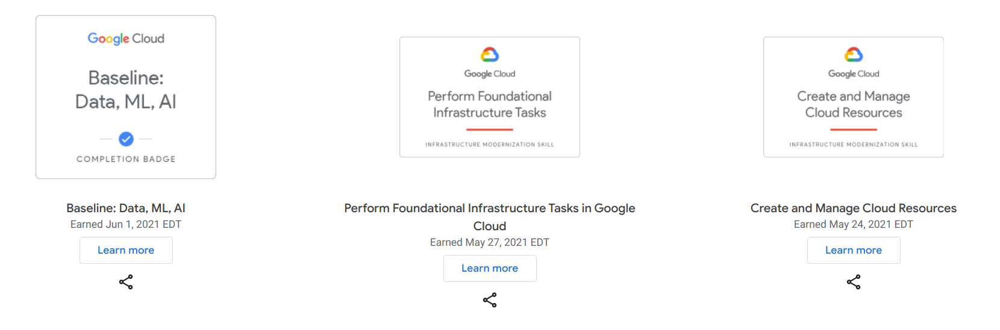 Google Cloud
Baseline:
Data, ML, AI
COMPLETION BADGE
Baseline: Data, ML, AI
Earned Jun 1, 2021 EDT
Learn more
Google Cloud
Perform Foundational
Infrastructure Tasks
INFRASTRUCTURE MODERNIZATION SKILL
Perform Foundational Infrastructure Tasks in Google
Cloud
Earned May 27, 2021 EDT
Learn more
Google Cloud
Create and Manage
Cloud Resources
INFRASTRUCTURE MODERNIZATION SKILL
Create and Manage Cloud Resources
Earned May 24, 2021 EDT
Learn more